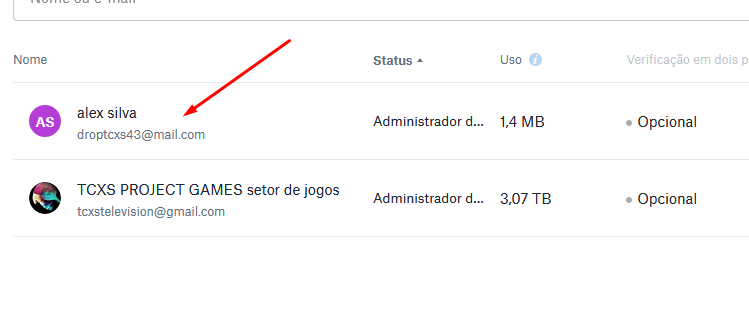 Nome ou e-mail
Nome Status Uso Verificação em dois p
AS alex silva
droptcxs43@mail.com
Administrador d... 1,4 MB Opcional
TCXS PROJECT GAMES setor de jogos
tcxstelevision@gmail.com
Administrador d... 3,07 TB Opcional